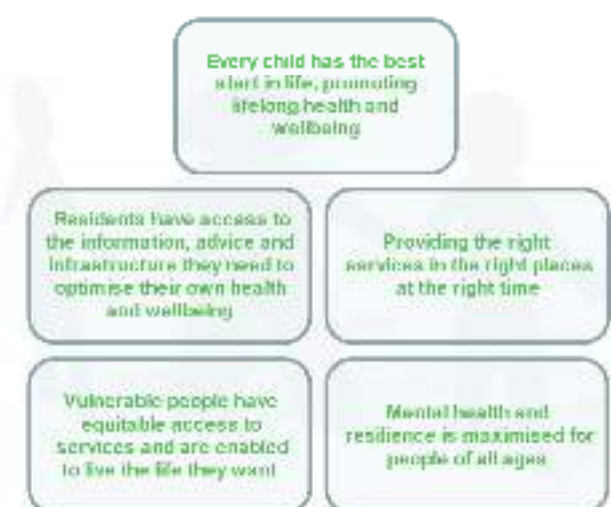 Every child has the best
start in life, promoting
lifelong health and
wellbeing
Residents have access to
the information, advice and
infrastructure they need to
optimise their own health
and wellbeing
Providing the right
services in the right places
at the right time
Vulnerable people have
equitable access to
services and are enabled
to live the life they want
Mental health and
resilience is maximised for
people of all ages